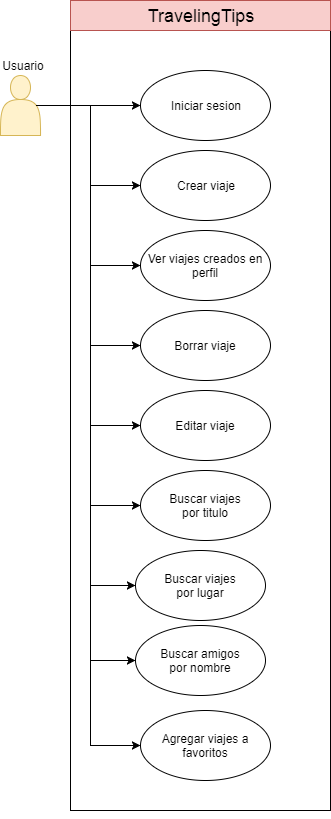 TravelingTips
Usuario
Iniciar sesion
Crear viaje
Ver viajes creados en
perfil
Borrar viaje
Editar viaje
Buscar viajes
por titulo
Buscar viajes
por lugar
Buscar amigos
por nombre
Agregar viajes a
favoritos